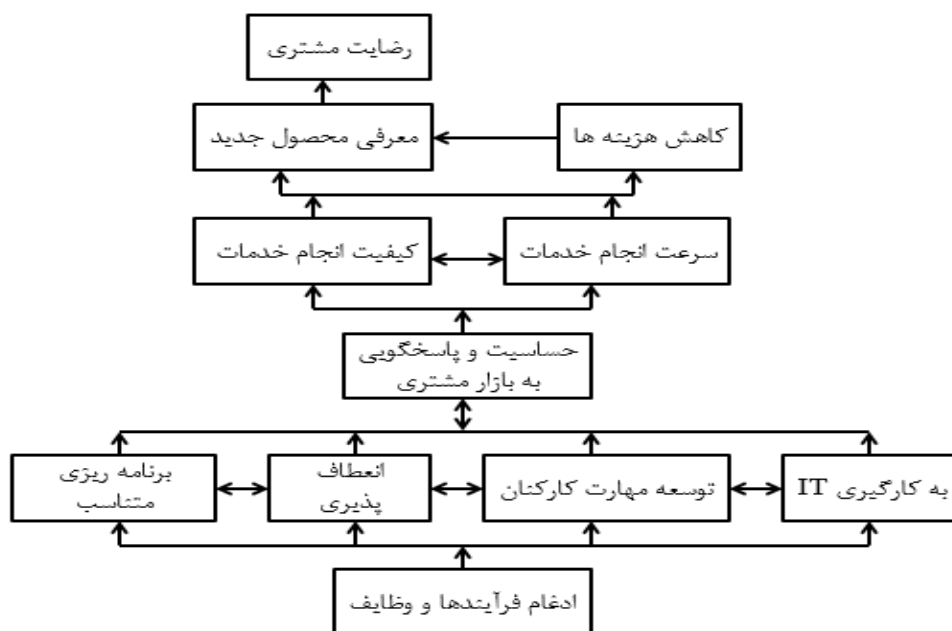 رضایت مشتری
کاهش هزینه ها
معرفی محصول جدید
سرعت انجام خدمات
کیفیت انجام خدمات
حساسیت و پاسخگویی
به بازار مشتری
به کارگیری IT
توسعه مهارت کارکنان
انعطاف
پذیری
برنامه ریزی
متناسب
ادغام فرآیندها و وظایف